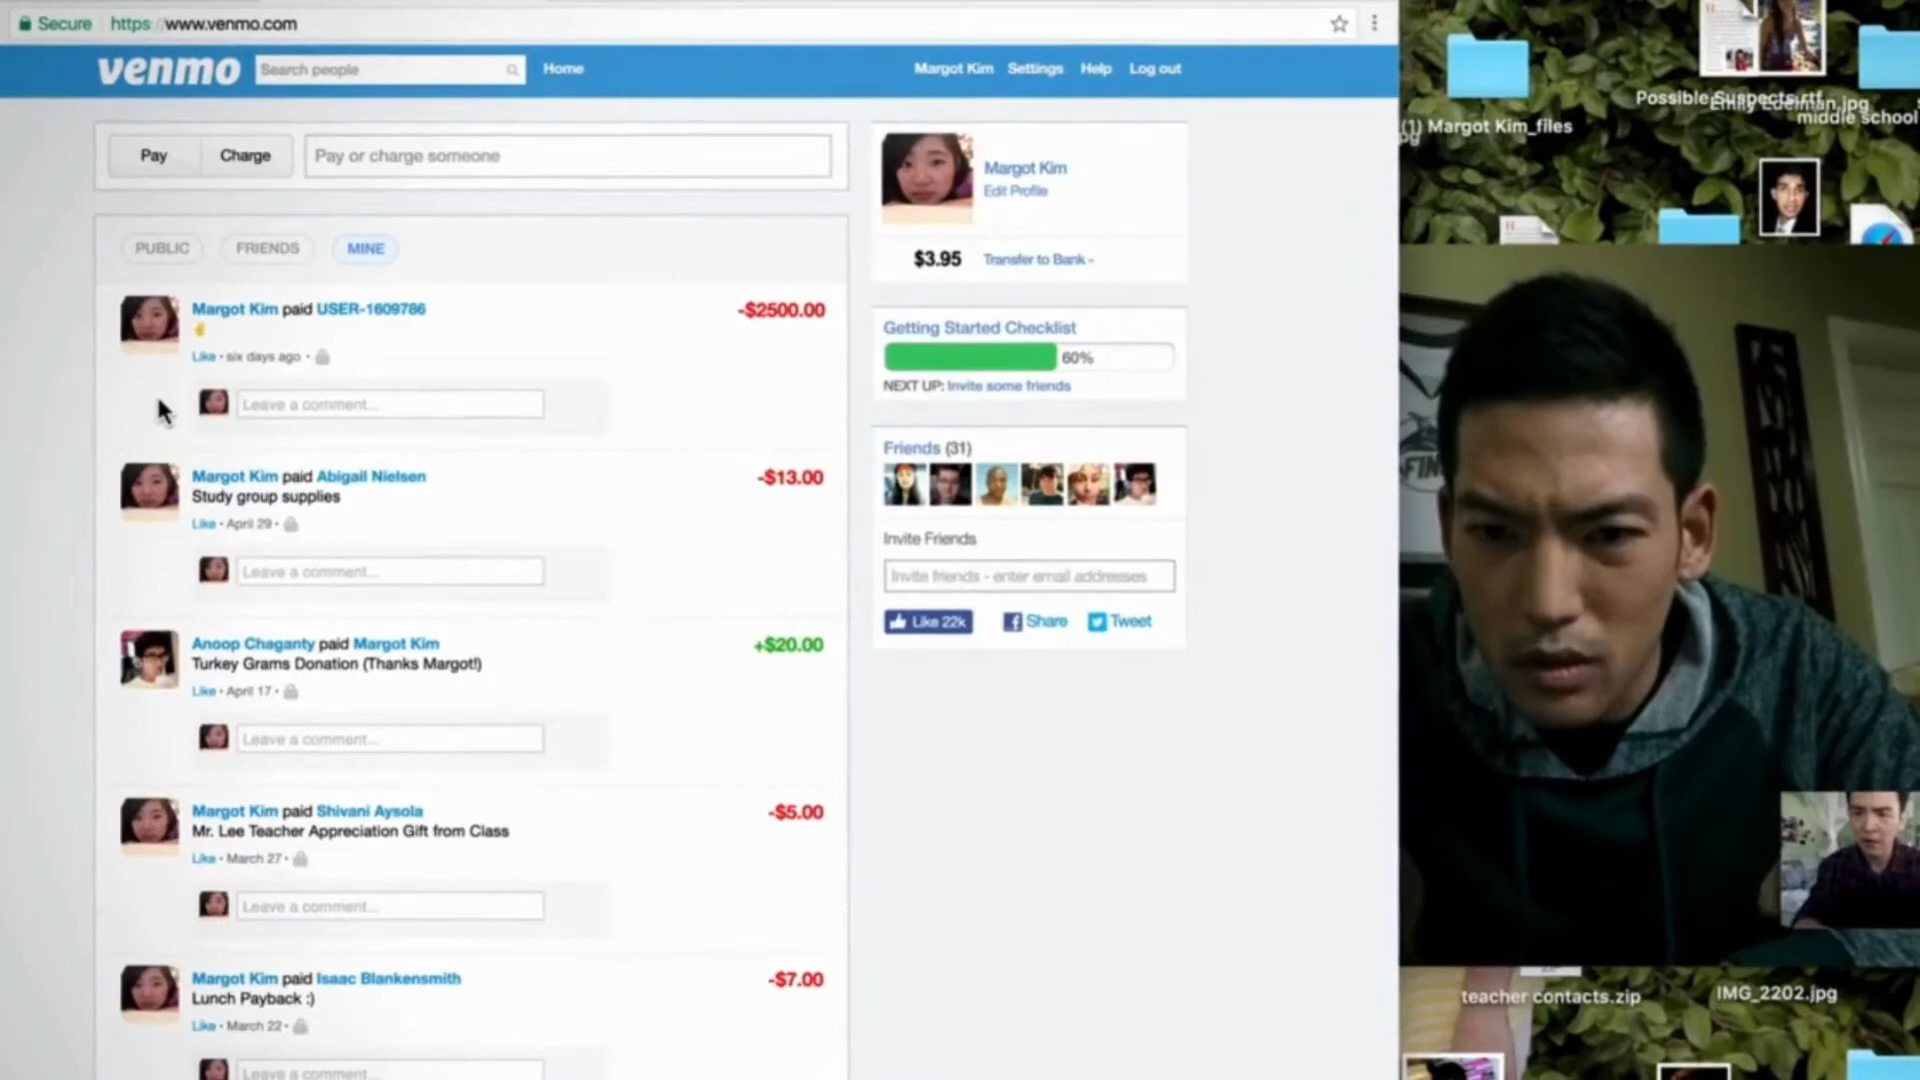 Secure https://www.venmo.com
venmo Search people Home Margot Kim Settings Help Log out
Pay Charge Pay or charge someone
PUBLIC FRIENDS MINE
Margot Kim paid USER-1609786 -$2500.00
Like · six days ago ·
Leave a comment...
Margot Kim paid Abigail Nielsen -$13.00
Study group supplies
Like · April 29 ·
Leave a comment...
Anoop Chaganty paid Margot Kim +$20.00
Turkey Grams Donation (Thanks Margot!)
Like · April 17 ·
Leave a comment...
Margot Kim paid Shivani Aysola -$5.00
Mr. Lee Teacher Appreciation Gift from Class
Like · March 27 ·
Leave a comment...
Margot Kim paid Isaac Blankensmith -$7.00
Lunch Payback :)
Like · March 22 ·
Leave a comment...
Margot Kim
Edit Profile
$3.95 Transfer to Bank
Getting Started Checklist
60%
NEXT UP: Invite some friends
Friends (31)
Invite Friends
Invite friends - enter email addresses
Like 22k Share Tweet
Possible Suspects.rtf
Emily Edelman.jpg
middle school
(1) Margot Kim_files
teacher contacts.zip
IMG_2202.jpg